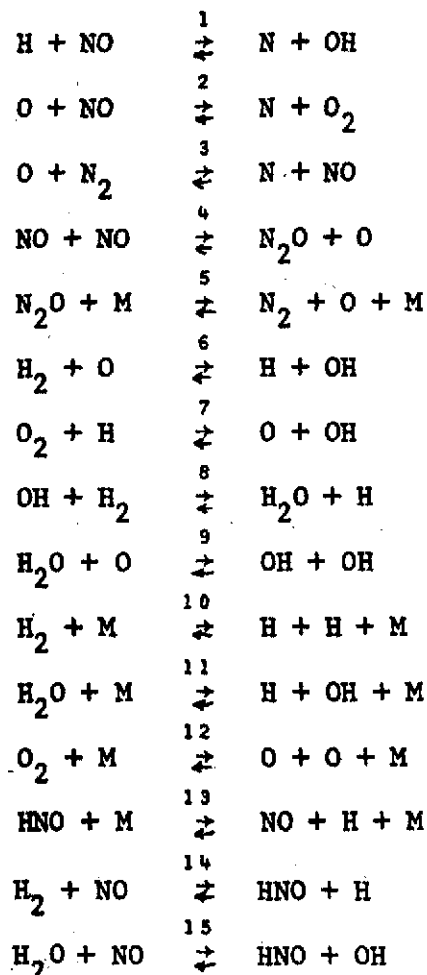 1
H + NO ⇄ N + OH
2
O + NO ⇄ N + O₂
3
O + N₂ ⇄ N + NO
4
NO + NO ⇄ N₂O + O
5
N₂O + M ⇄ N₂ + O + M
6
H₂ + O ⇄ H + OH
7
O₂ + H ⇄ O + OH
8
OH + H₂ ⇄ H₂O + H
9
H₂O + O ⇄ OH + OH
10
H₂ + M ⇄ H + H + M
11
H₂O + M ⇄ H + OH + M
12
O₂ + M ⇄ O + O + M
13
HNO + M ⇄ NO + H + M
14
H₂ + NO ⇄ HNO + H
15
H₂O + NO ⇄ HNO + OH